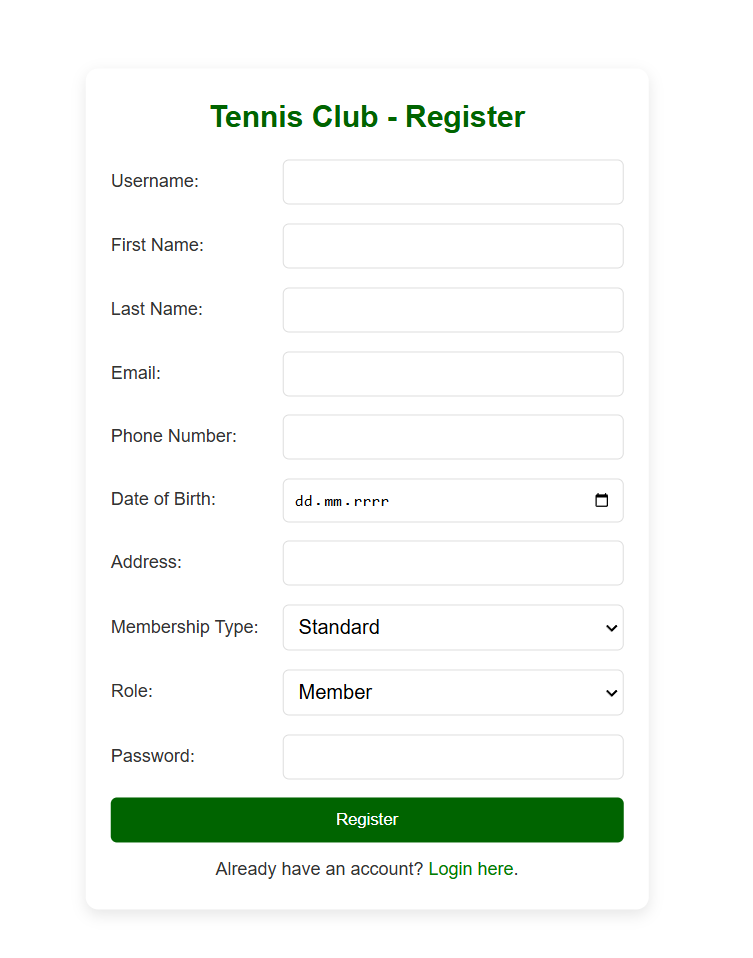 Tennis Club - Register
Username:
First Name:
Last Name:
Email:
Phone Number:
Date of Birth: dd.mm.rrrr
Address:
Membership Type: Standard
Role: Member
Password:
Register
Already have an account? Login here.